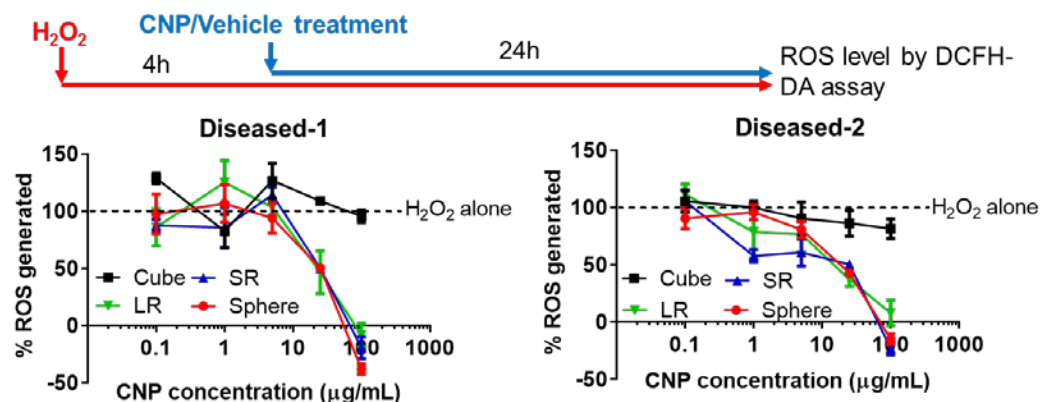 CNP/Vehicle treatment
H₂O₂
4h
24h
ROS level by DCFH-
DA assay
Diseased-1
% ROS generated
150
100
50
0
-50
H₂O₂ alone
Cube
SR
LR
Sphere
0.1
1
10
100
1000
CNP concentration (μg/mL)
Diseased-2
% ROS generated
150
100
50
0
-50
H₂O₂ alone
Cube
SR
LR
Sphere
0.1
1
10
100
1000
CNP concentration (μg/mL)